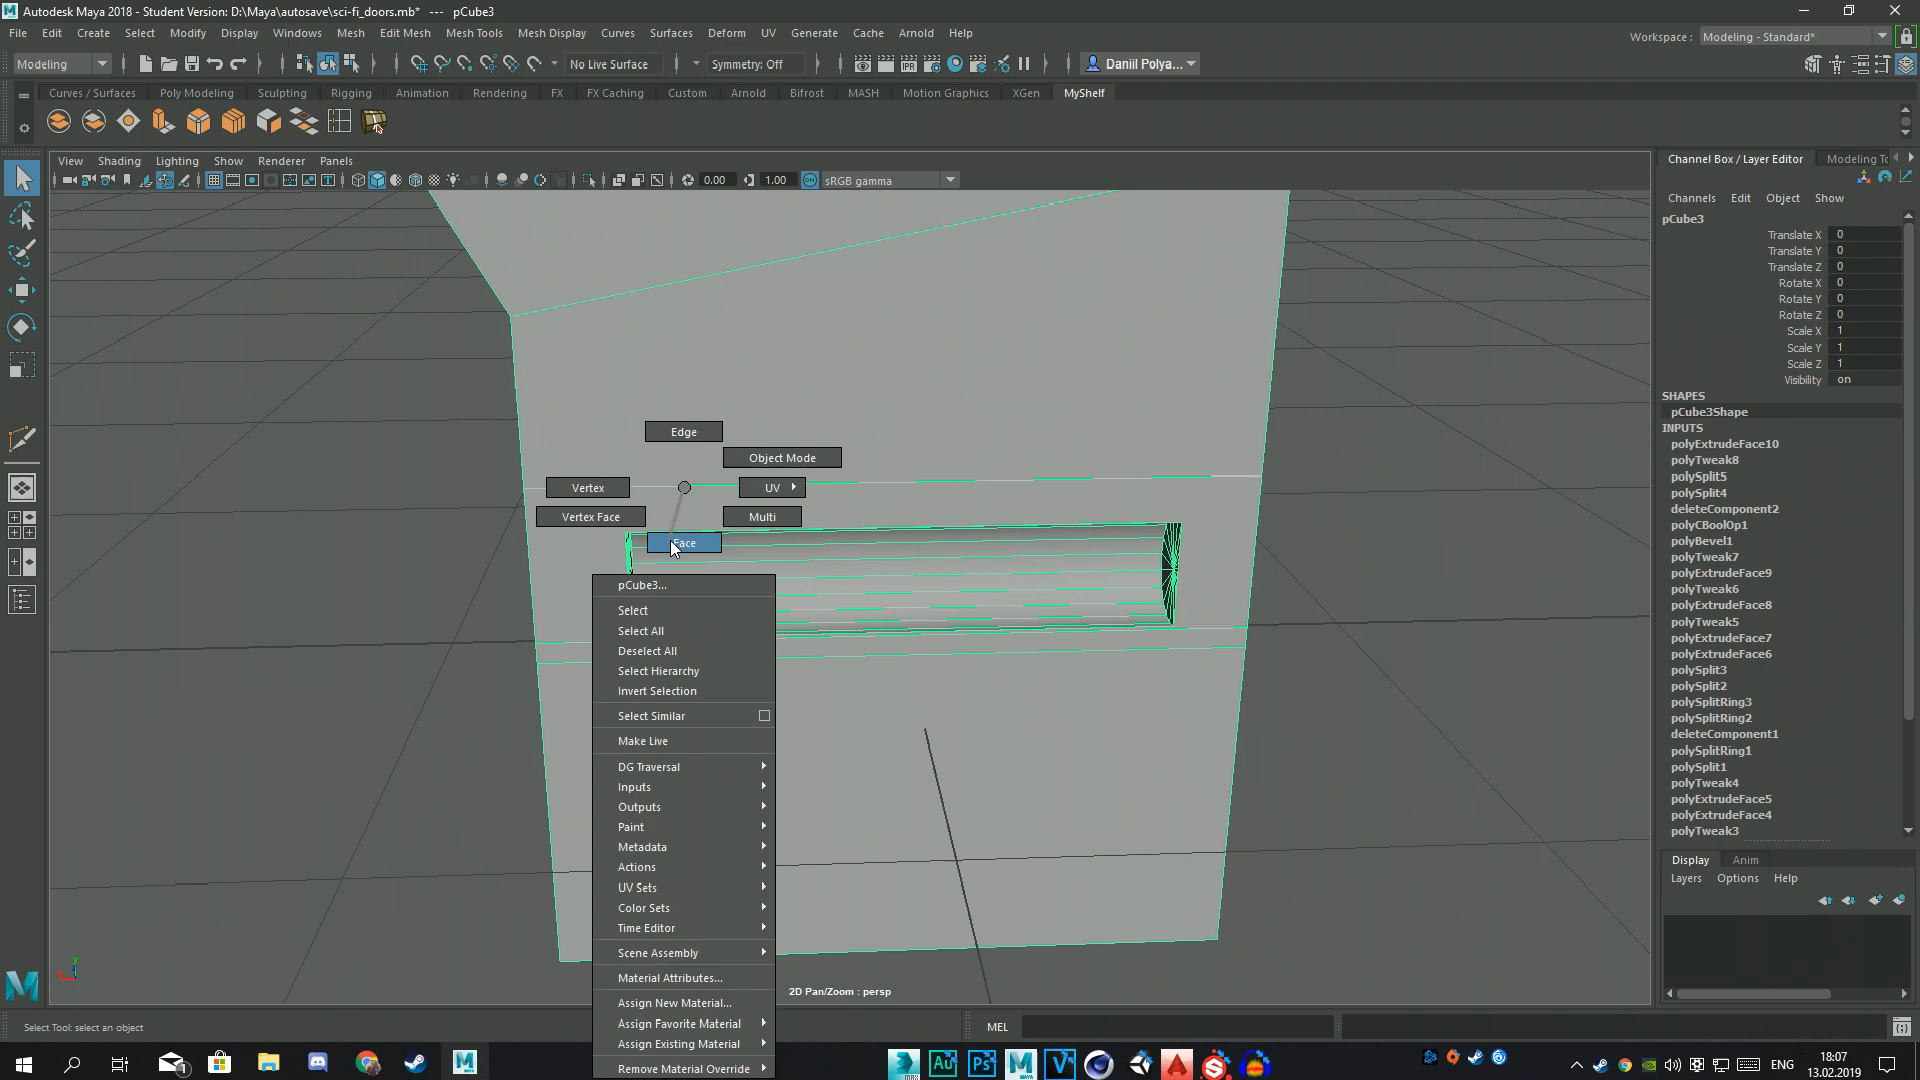 Autodesk Maya 2018 - Student Version: D:\Maya\autosave\sci-fi_doors.mb*   ---   pCube3
File Edit Create Select Modify Display Windows Mesh Edit Mesh Mesh Tools Mesh Display Curves Surfaces Deform UV Generate Cache Arnold Help
Workspace : Modeling - Standard*
Modeling No Live Surface Symmetry: Off Daniil Polya...
Curves / Surfaces Poly Modeling Sculpting Rigging Animation Rendering FX FX Caching Custom Arnold Bifrost MASH Motion Graphics XGen MyShelf
View Shading Lighting Show Renderer Panels
0.00 1.00 sRGB gamma
Edge
Object Mode
Vertex
UV
Vertex Face
Multi
Face
pCube3...
Select
Select All
Deselect All
Select Hierarchy
Invert Selection
Select Similar
Make Live
DG Traversal
Inputs
Outputs
Paint
Metadata
Actions
UV Sets
Color Sets
Time Editor
Scene Assembly
Material Attributes...
Assign New Material...
Assign Favorite Material
Assign Existing Material
Remove Material Override
2D Pan/Zoom : persp
y
Channel Box / Layer Editor Modeling To
Channels Edit Object Show
pCube3
Translate X 0
Translate Y 0
Translate Z 0
Rotate X 0
Rotate Y 0
Rotate Z 0
Scale X 1
Scale Y 1
Scale Z 1
Visibility on
SHAPES
pCube3Shape
INPUTS
polyExtrudeFace10
polyTweak8
polySplit5
polySplit4
deleteComponent2
polyCBoolOp1
polyBevel1
polyTweak7
polyExtrudeFace9
polyTweak6
polyExtrudeFace8
polyTweak5
polyExtrudeFace7
polyExtrudeFace6
polySplit3
polySplit2
polySplitRing3
polySplitRing2
deleteComponent1
polySplitRing1
polySplit1
polyTweak4
polyExtrudeFace5
polyExtrudeFace4
polyTweak3
Display Anim
Layers Options Help
Select Tool: select an object
MEL
ENG
18:07
13.02.2019